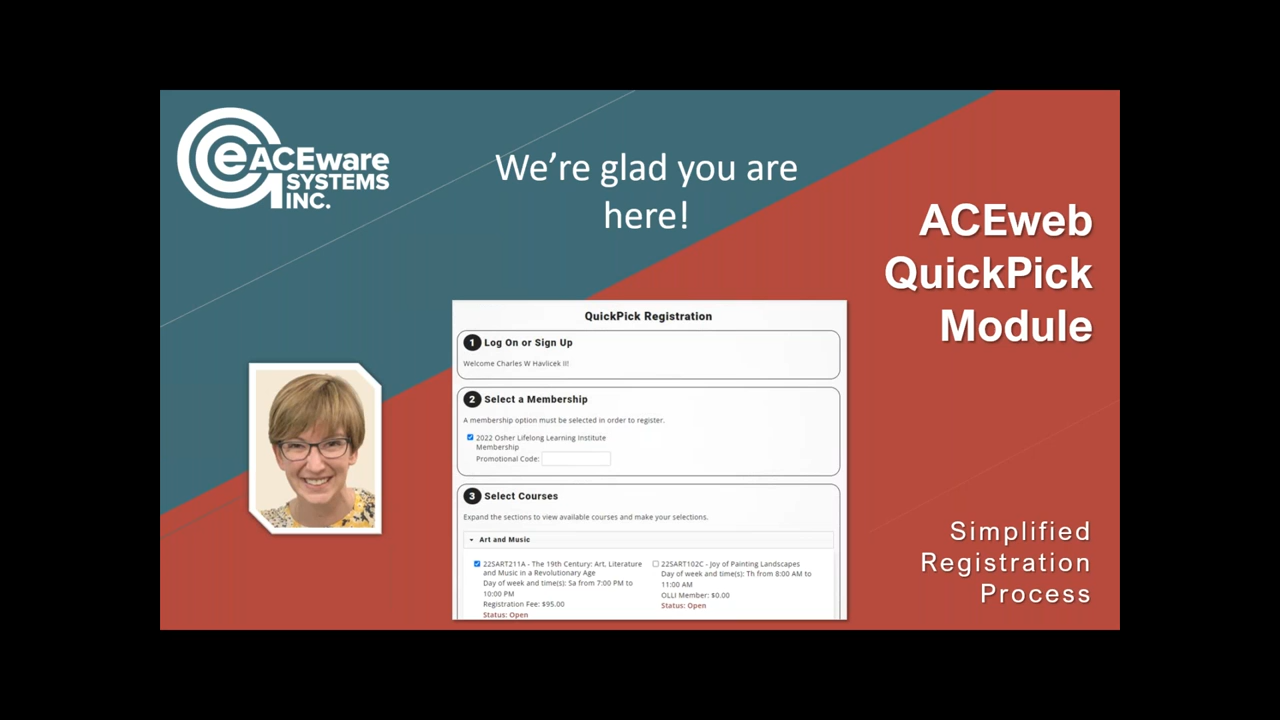 eACEware
SYSTEMS
INC.
We're glad you are
here!
ACEweb
QuickPick
Module
QuickPick Registration
1 Log On or Sign Up
Welcome Charles W Havlicek II!
2 Select a Membership
A membership option must be selected in order to register.
2022 Osher Lifelong Learning Institute
Membership
Promotional Code:
3 Select Courses
Expand the sections to view available courses and make your selections.
Art and Music
22SART211A - The 19th Century: Art, Literature
and Music in a Revolutionary Age
Day of week and time(s): Sa from 7:00 PM to
10:00 PM
Registration Fee: $95.00
Status: Open
22SART102C - Joy of Painting Landscapes
Day of week and time(s): Th from 8:00 AM to
11:00 AM
OLLI Member: $0.00
Status: Open
Simplified
Registration
Process